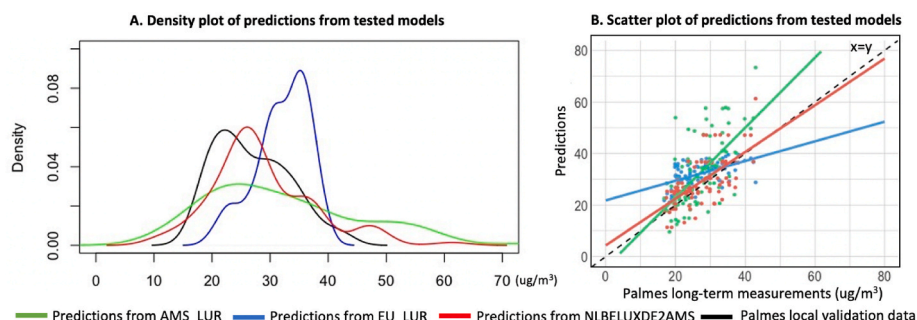 A. Density plot of predictions from tested models
Density
0.00
0.04
0.08
0 10 20 30 40 50 60 70 (ug/m³)
B. Scatter plot of predictions from tested models
x=y
Predictions
80
60
40
20
0
0 20 40 60 80
Palmes long-term measurements (ug/m³)
Predictions from AMS_LUR Predictions from EU_LUR Predictions from NLBELUXDE2AMS Palmes local validation data